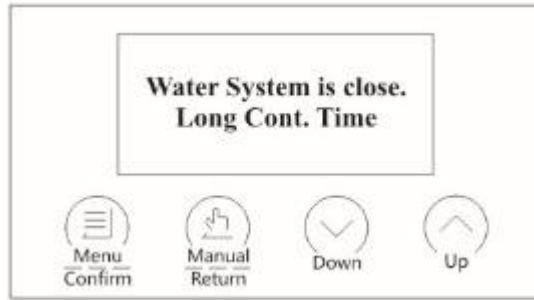 Water System is close.
Long Cont. Time
Menu
Confirm
Manual
Return
Down
Up